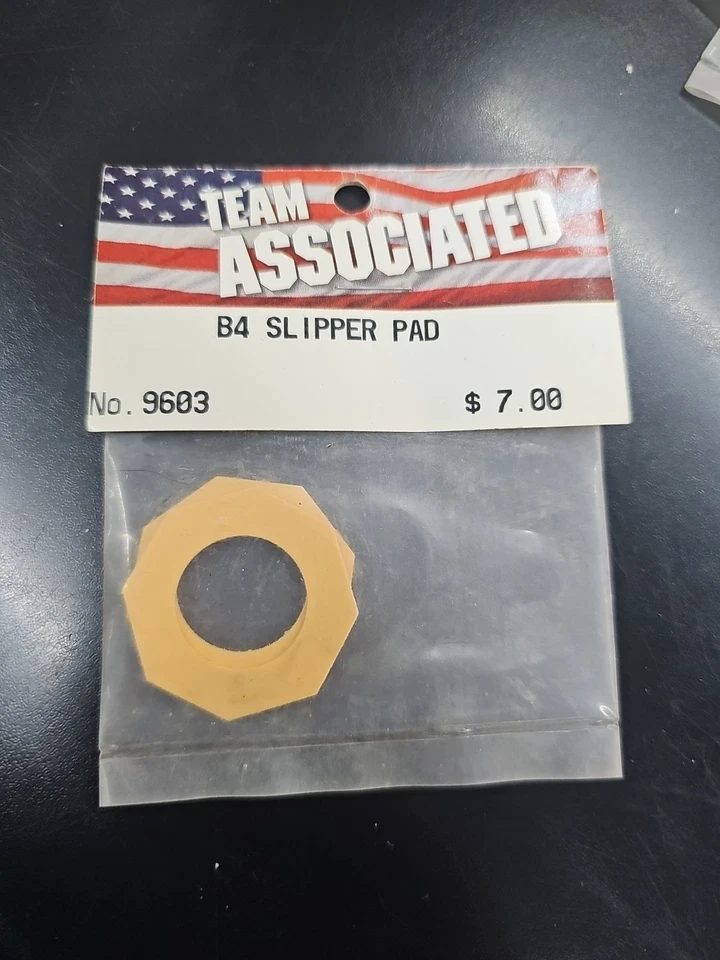 TEAM
ASSOCIATED
B4 SLIPPER PAD
No. 9603 $ 7.00